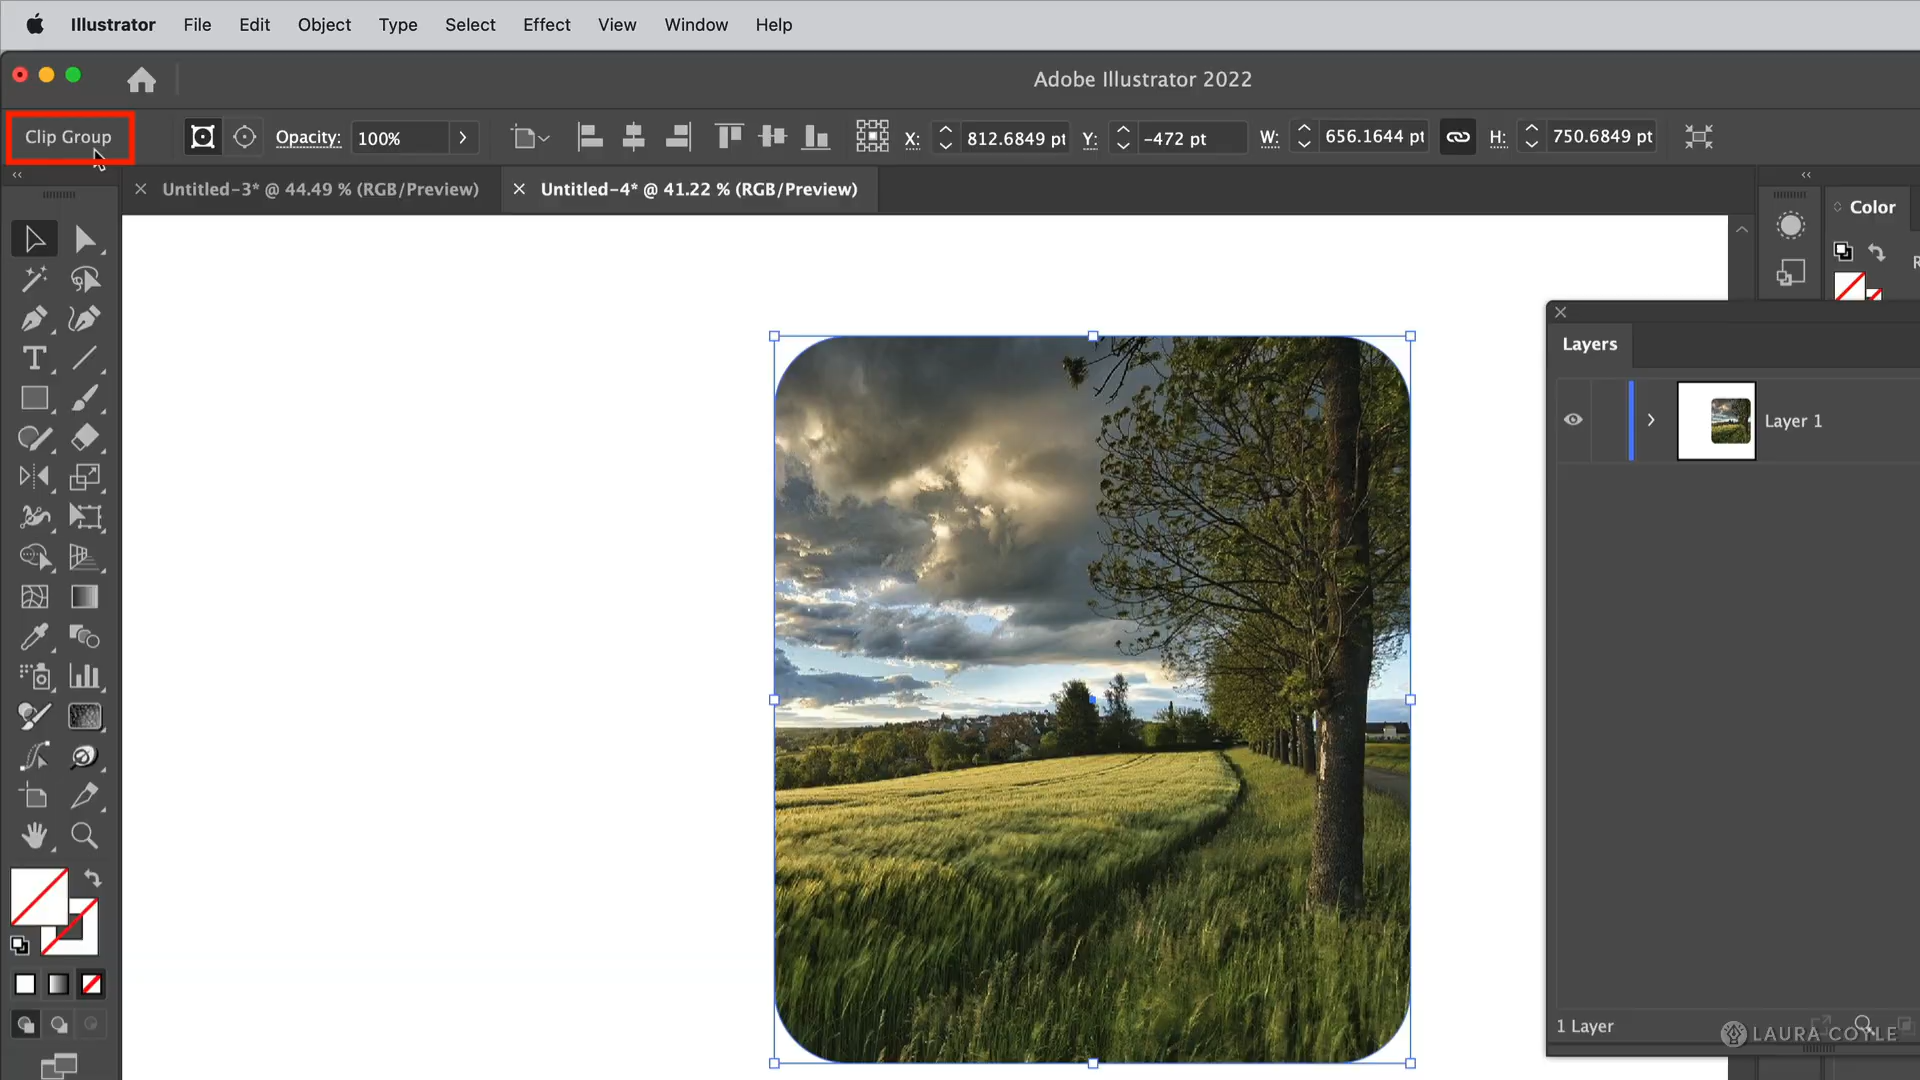 Illustrator File Edit Object Type Select Effect View Window Help
Adobe Illustrator 2022
Clip Group Opacity: 100% X: 812.6849 pt Y: -472 pt W: 656.1644 pt H: 750.6849 pt
Untitled-3* @ 44.49 % (RGB/Preview) Untitled-4* @ 41.22 % (RGB/Preview)
Color
R
Layers
Layer 1
1 Layer
LAURA COYLE